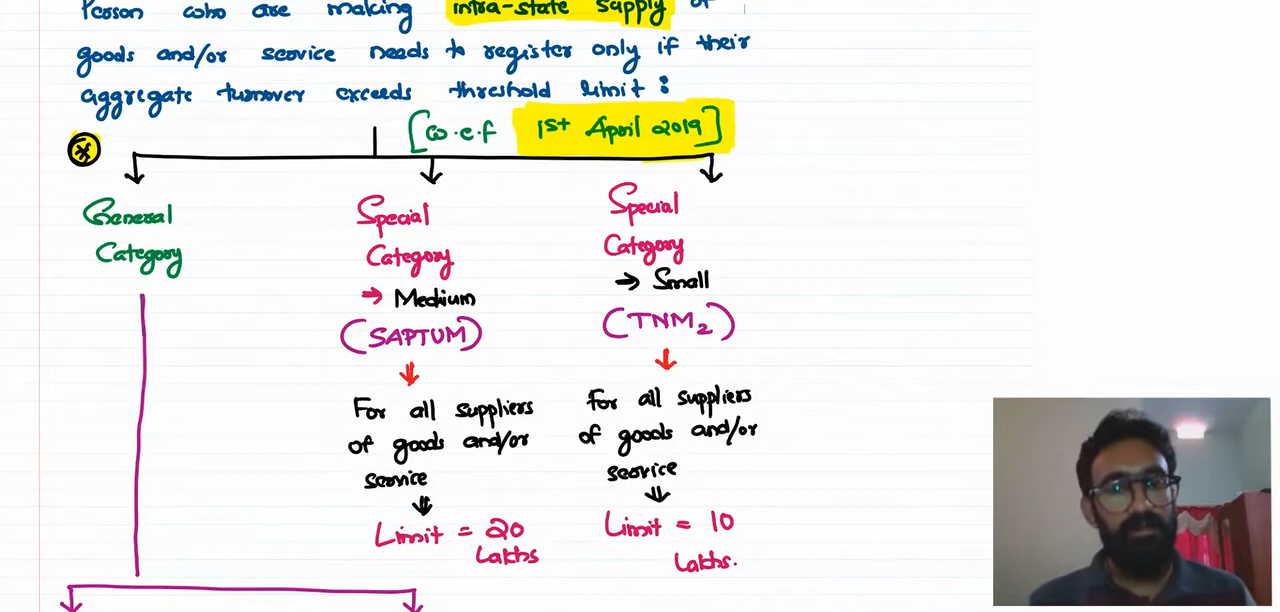 Person who are making intra-state supply of
goods and/or service needs to register only if their
aggregate turnover exceeds threshold limit :
[w.e.f 1st April 2019]
*
General
Category
Special
Category
→ Medium
(SAPTUM)
For all suppliers
of goods and/or
service
Limit = 20
Lakhs
Special
Category
→ Small
(TNM2)
For all suppliers
of goods and/or
service
Limit = 10
Lakhs.